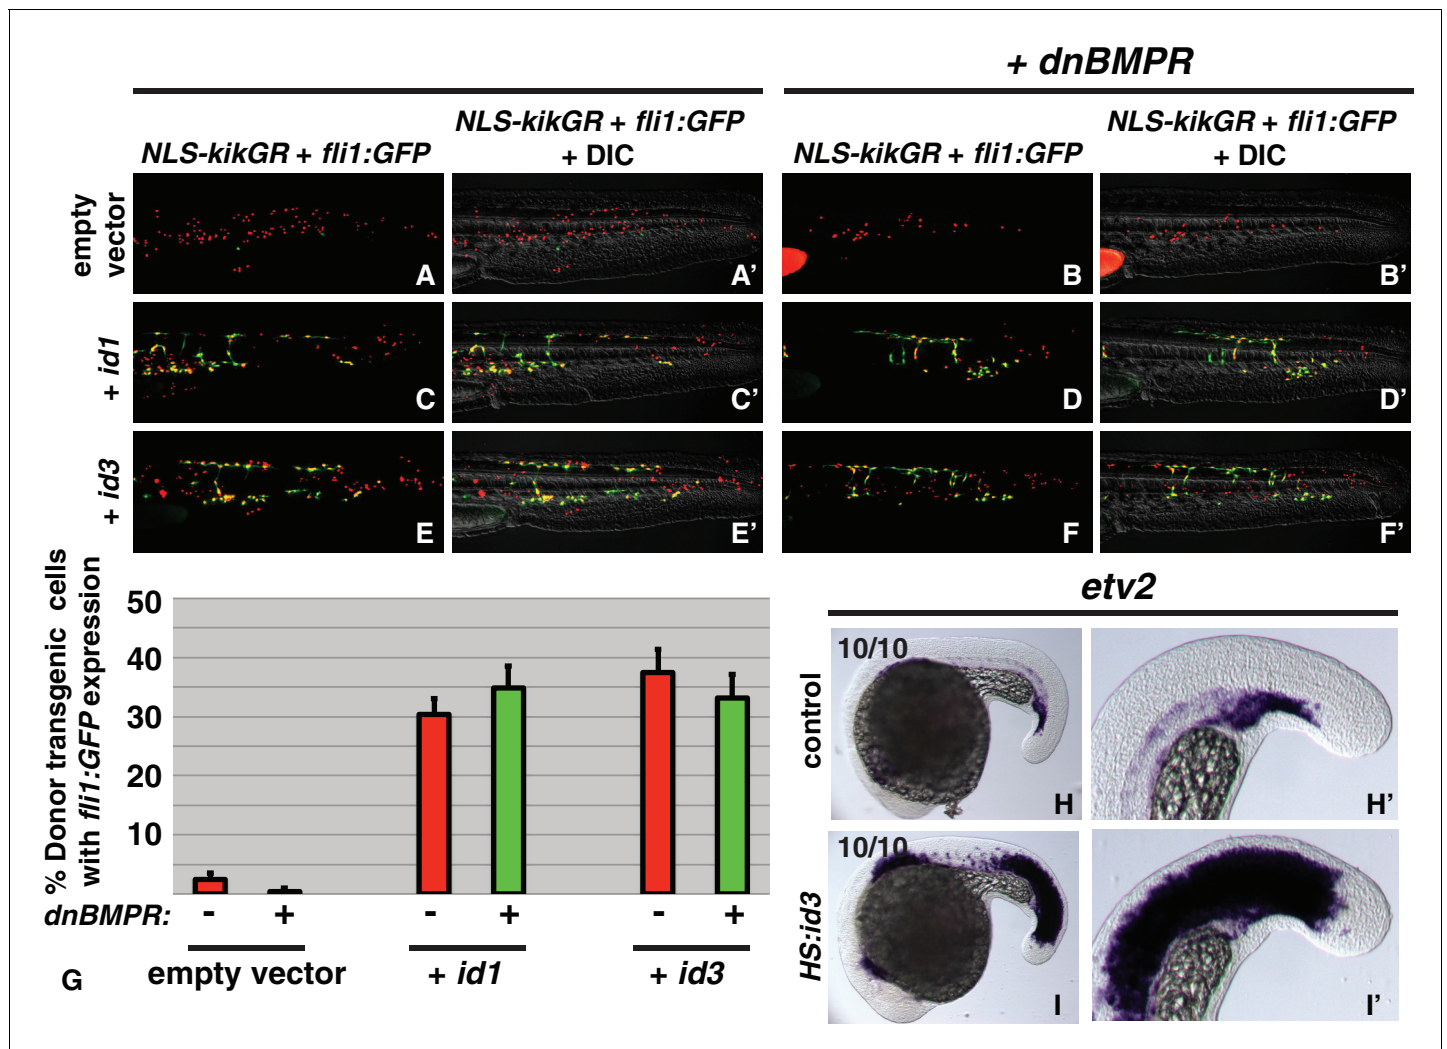 + dnBMPR
NLS-kikGR + fli1:GFP
NLS-kikGR + fli1:GFP
+ DIC
NLS-kikGR + fli1:GFP
NLS-kikGR + fli1:GFP
+ DIC
empty
vector
A
A'
B
B'
+ id1
C
C'
D
D'
+ id3
E
E'
F
F'
% Donor transgenic cells
with fli1:GFP expression
50
40
30
20
10
dnBMPR: - + - + - +
empty vector
+ id1
+ id3
G
etv2
control
10/10
H
H'
HS:id3
10/10
I
I'